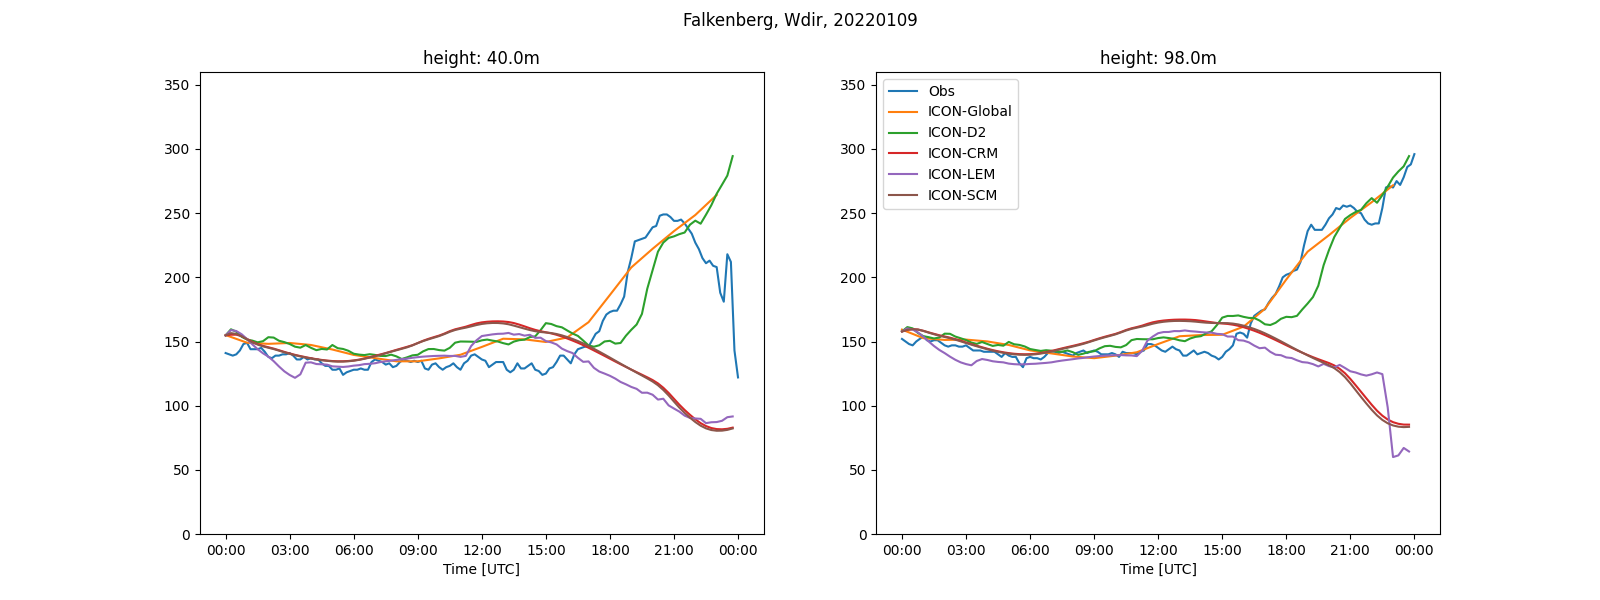 Falkenberg, Wdir, 20220109
height: 40.0m
350
300
250
200
150
100
50
0
00:00 03:00 06:00 09:00 12:00 15:00 18:00 21:00 00:00
Time [UTC]
height: 98.0m
350
300
250
200
150
100
50
0
Obs
ICON-Global
ICON-D2
ICON-CRM
ICON-LEM
ICON-SCM
00:00 03:00 06:00 09:00 12:00 15:00 18:00 21:00 00:00
Time [UTC]